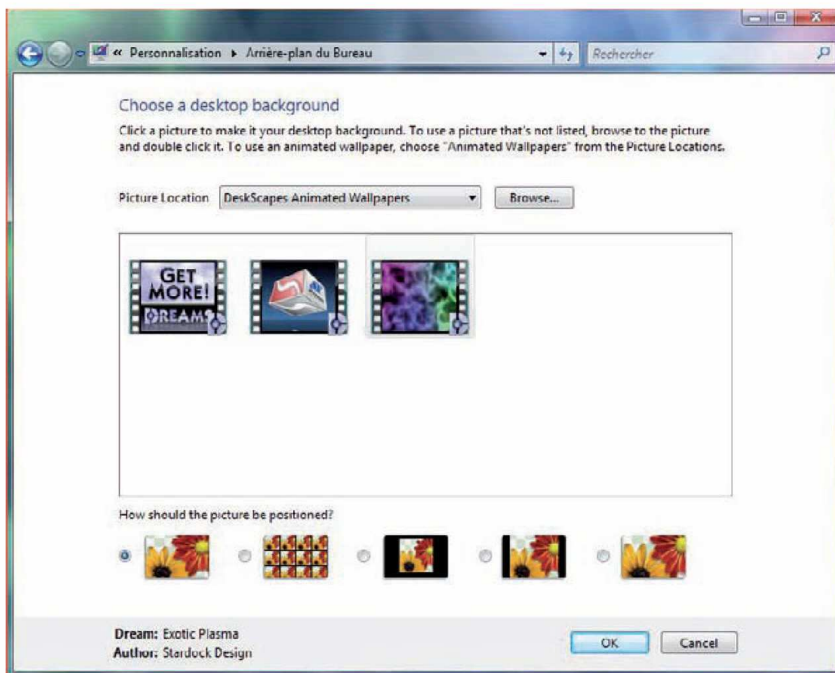 « Personnalisation ▸ Arrière-plan du Bureau
Rechercher
Choose a desktop background
Click a picture to make it your desktop background. To use a picture that's not listed, browse to the picture
and double click it. To use an animated wallpaper, choose "Animated Wallpapers" from the Picture Locations.
Picture Location DeskScapes Animated Wallpapers Browse...
GET
MORE!
DREAMS
How should the picture be positioned?
Dream: Exotic Plasma
Author: Stardock Design
OK Cancel